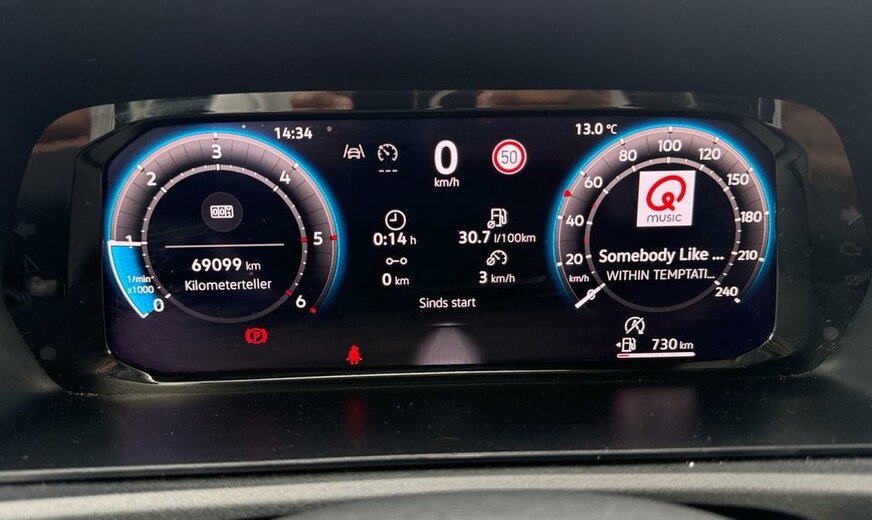 14:34
13.0 °C
0
km/h
50
0
1
2
3
4
5
6
1/min
x1000
69099 km
Kilometerteller
0:14 h
30.7 l/100km
0 km
3 km/h
Sinds start
0
20
40
60
80
100
120
150
180
210
240
km/h
Q
MUSIC
Somebody Like ...
WITHIN TEMPTATI...
730 km
P